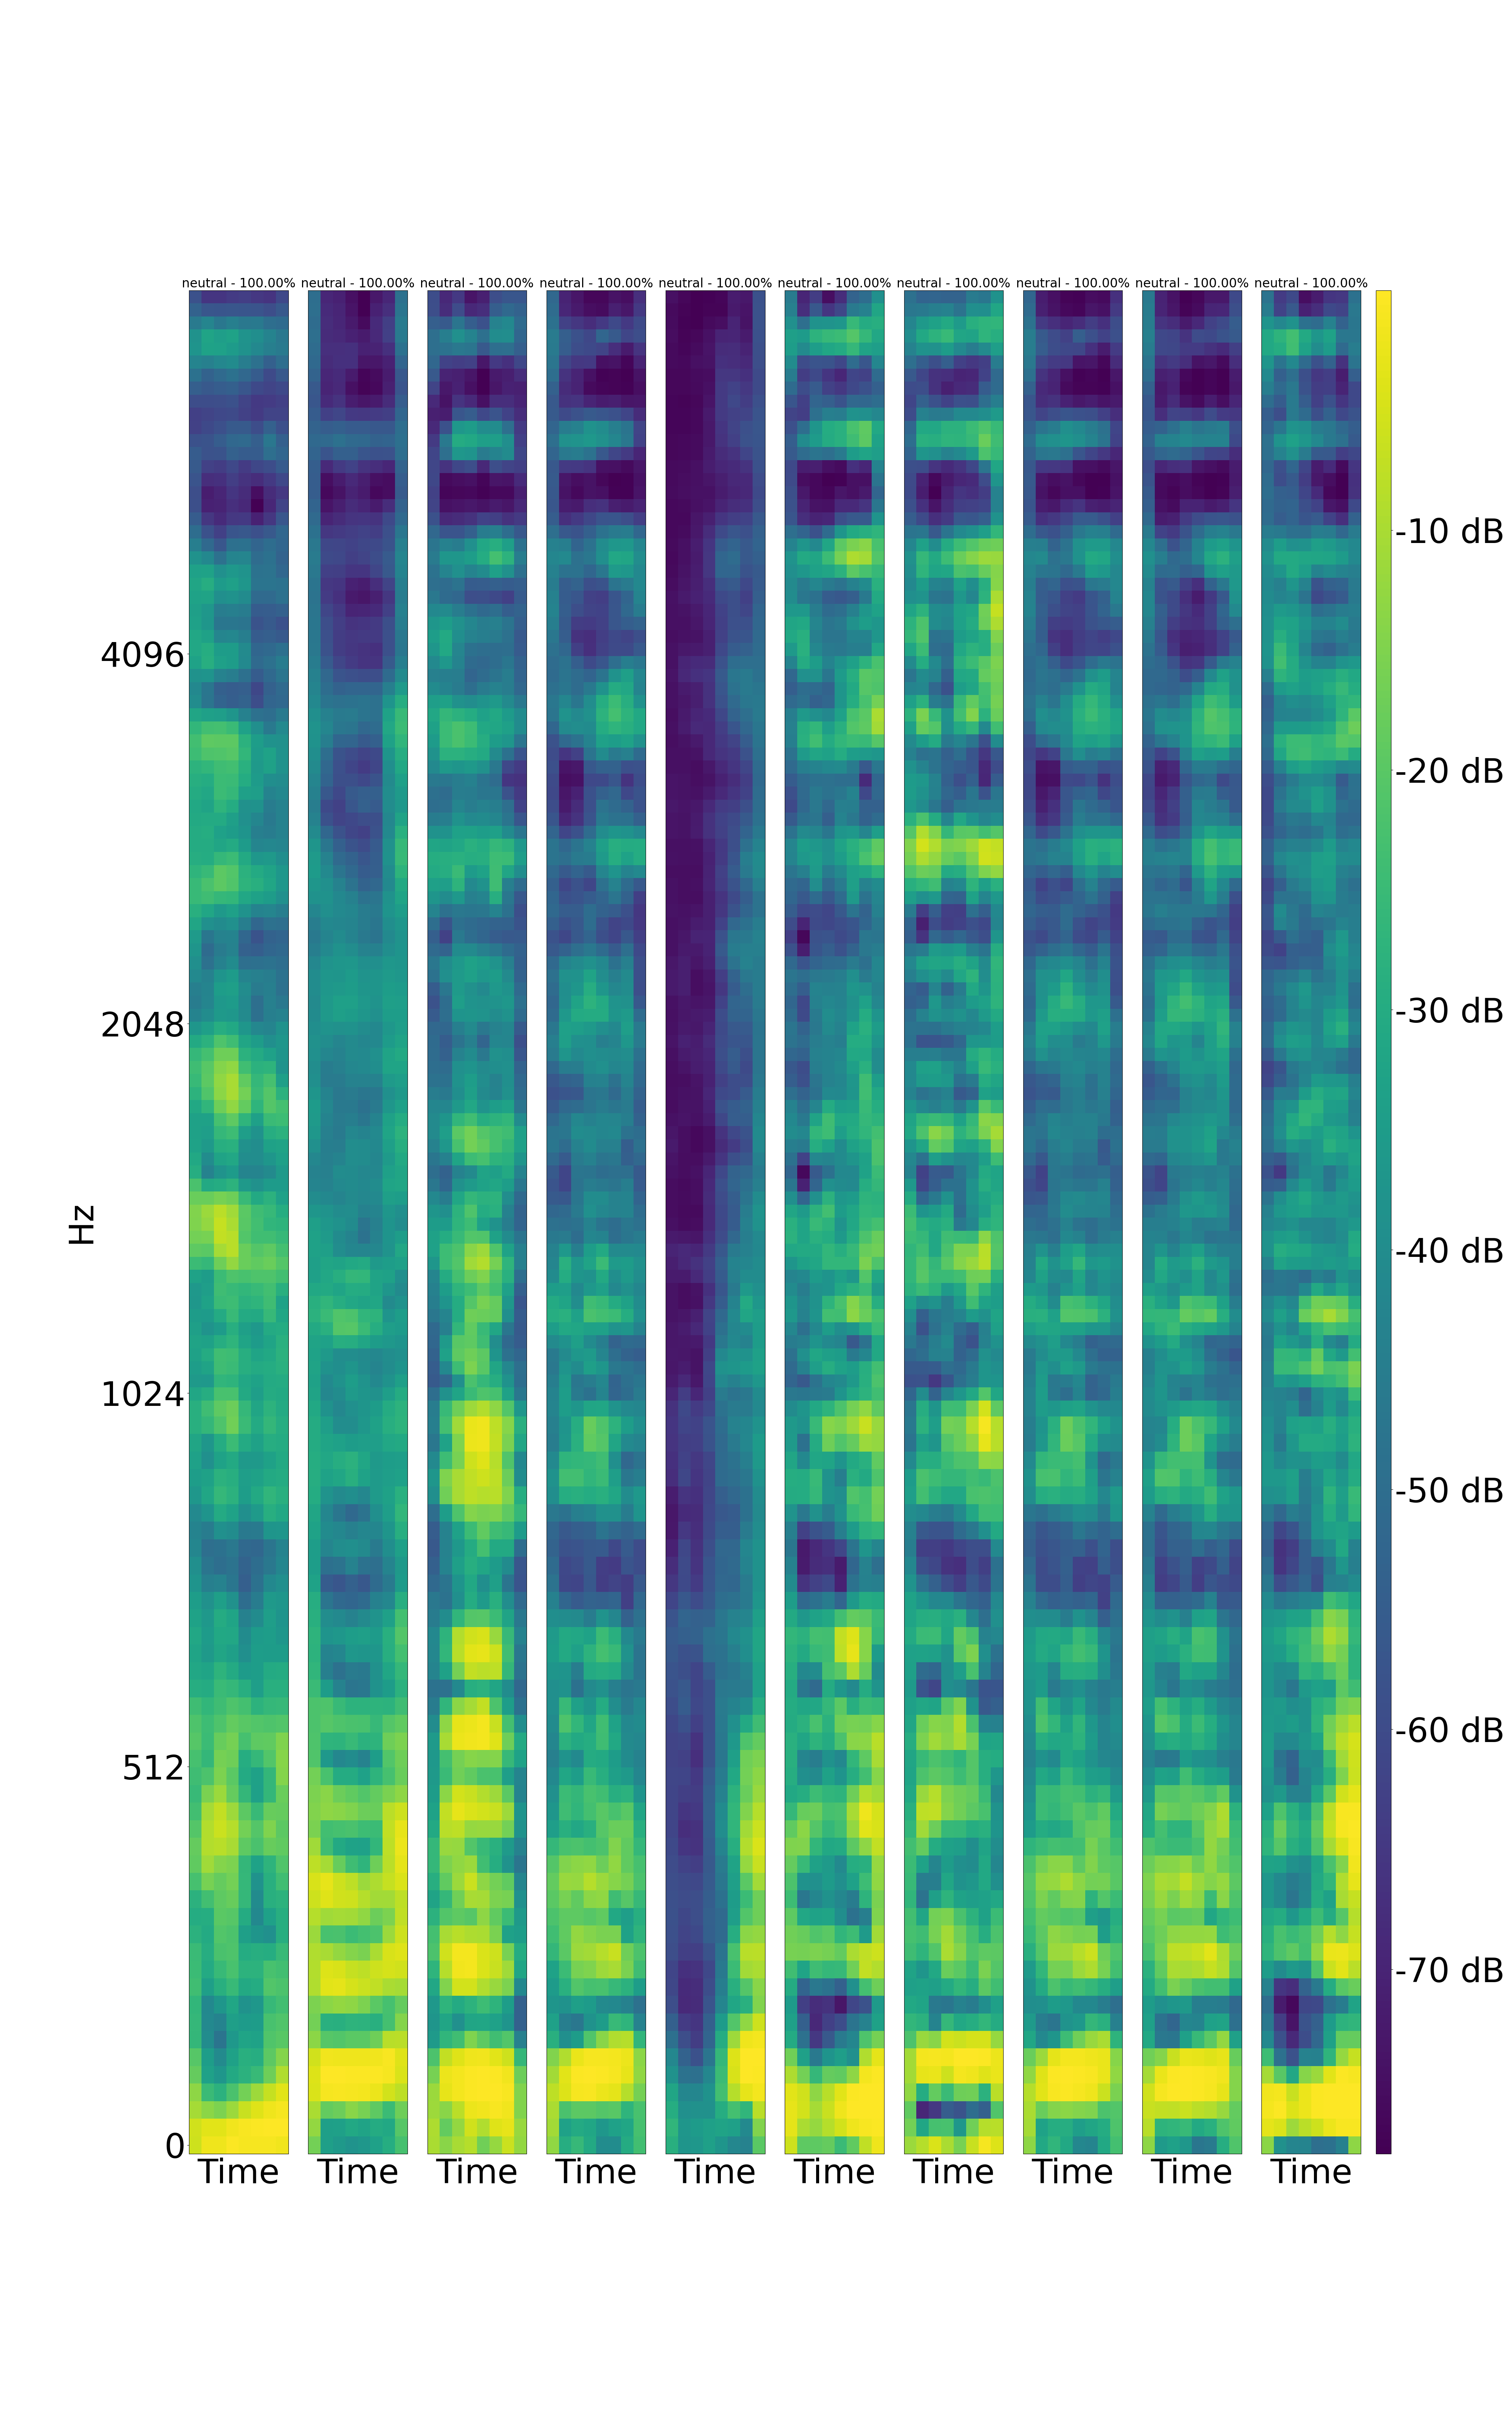 neutral - 100.00% neutral - 100.00% neutral - 100.00% neutral - 100.00% neutral - 100.00% neutral - 100.00% neutral - 100.00% neutral - 100.00% neutral - 100.00% neutral - 100.00%
-10 dB
4096
-20 dB
2048
-30 dB
Hz
-40 dB
1024
-50 dB
-60 dB
512
-70 dB
0
Time Time Time Time Time Time Time Time Time Time